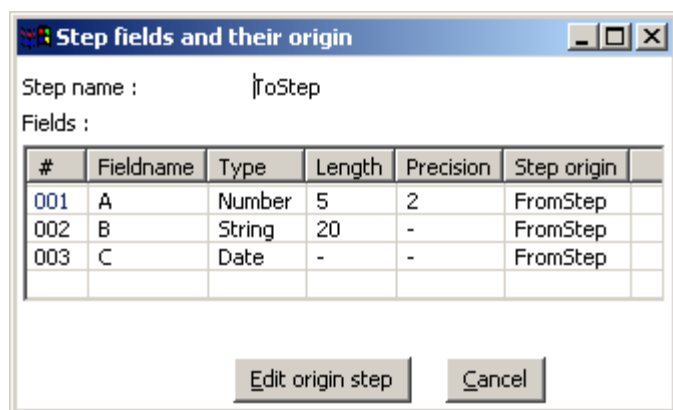 Step fields and their origin
Step name : ToStep
Fields :
# Fieldname Type Length Precision Step origin
001 A Number 5 2 FromStep
002 B String 20 - FromStep
003 C Date - - FromStep
Edit origin step Cancel